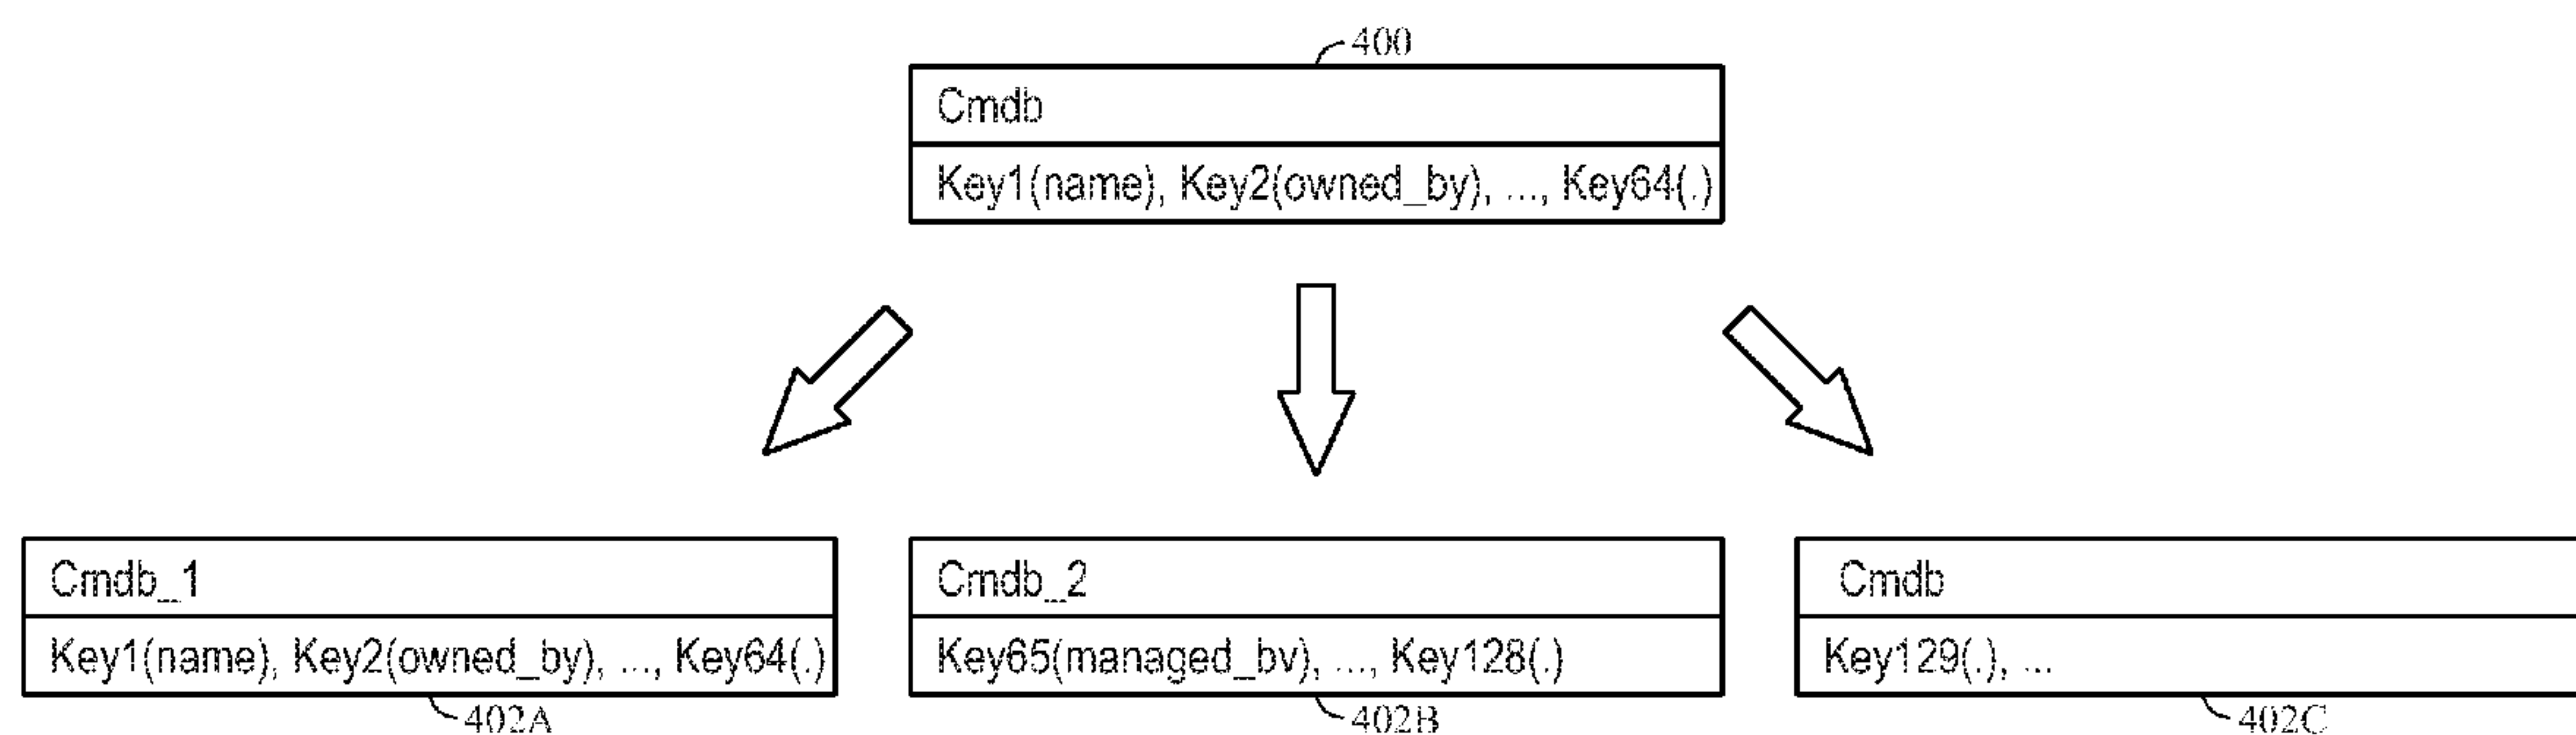 400
Cmdb
Key1(name), Key2(owned_by), ..., Key64(.)
Cmdb_1
Key1(name), Key2(owned_by), ..., Key64(.)
402A
Cmdb_2
Key65(managed_bv), ..., Key128(.)
402B
Cmdb
Key129(.), ...
402C